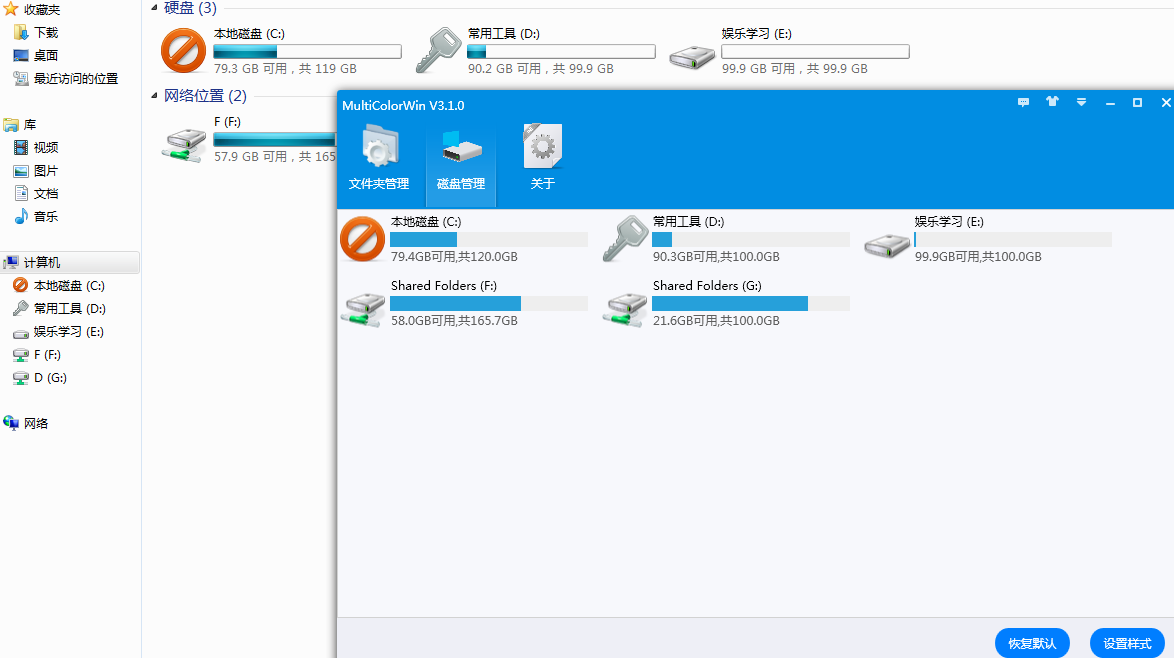 收藏夹
下载
桌面
最近访问的位置
库
视频
图片
文档
音乐
计算机
本地磁盘 (C:)
常用工具 (D:)
娱乐学习 (E:)
F (F:)
D (G:)
网络
硬盘 (3)
本地磁盘 (C:)
79.3 GB 可用，共 119 GB
常用工具 (D:)
90.2 GB 可用，共 99.9 GB
娱乐学习 (E:)
99.9 GB 可用，共 99.9 GB
网络位置 (2)
F (F:)
57.9 GB 可用，共 165
MultiColorWin V3.1.0
文件夹管理
磁盘管理
关于
本地磁盘 (C:)
79.4GB可用,共120.0GB
常用工具 (D:)
90.3GB可用,共100.0GB
娱乐学习 (E:)
99.9GB可用,共100.0GB
Shared Folders (F:)
58.0GB可用,共165.7GB
Shared Folders (G:)
21.6GB可用,共100.0GB
恢复默认
设置样式